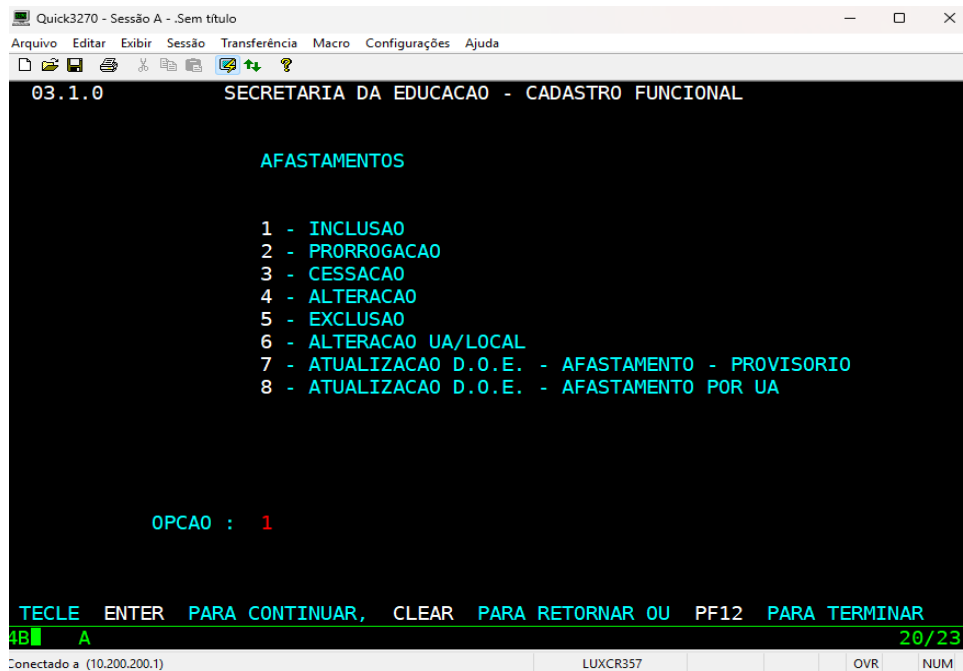 Quick3270 - Sessão A - .Sem título
Arquivo Editar Exibir Sessão Transferência Macro Configurações Ajuda
03.1.0 SECRETARIA DA EDUCACAO - CADASTRO FUNCIONAL
AFASTAMENTOS
1 - INCLUSAO
2 - PRORROGACAO
3 - CESSACAO
4 - ALTERACAO
5 - EXCLUSAO
6 - ALTERACAO UA/LOCAL
7 - ATUALIZACAO D.O.E. - AFASTAMENTO - PROVISORIO
8 - ATUALIZACAO D.O.E. - AFASTAMENTO POR UA
OPCAO : 1
TECLE ENTER PARA CONTINUAR, CLEAR PARA RETORNAR OU PF12 PARA TERMINAR
4B A 20/23
Conectado a (10.200.200.1) LUXCR357 OVR NUM